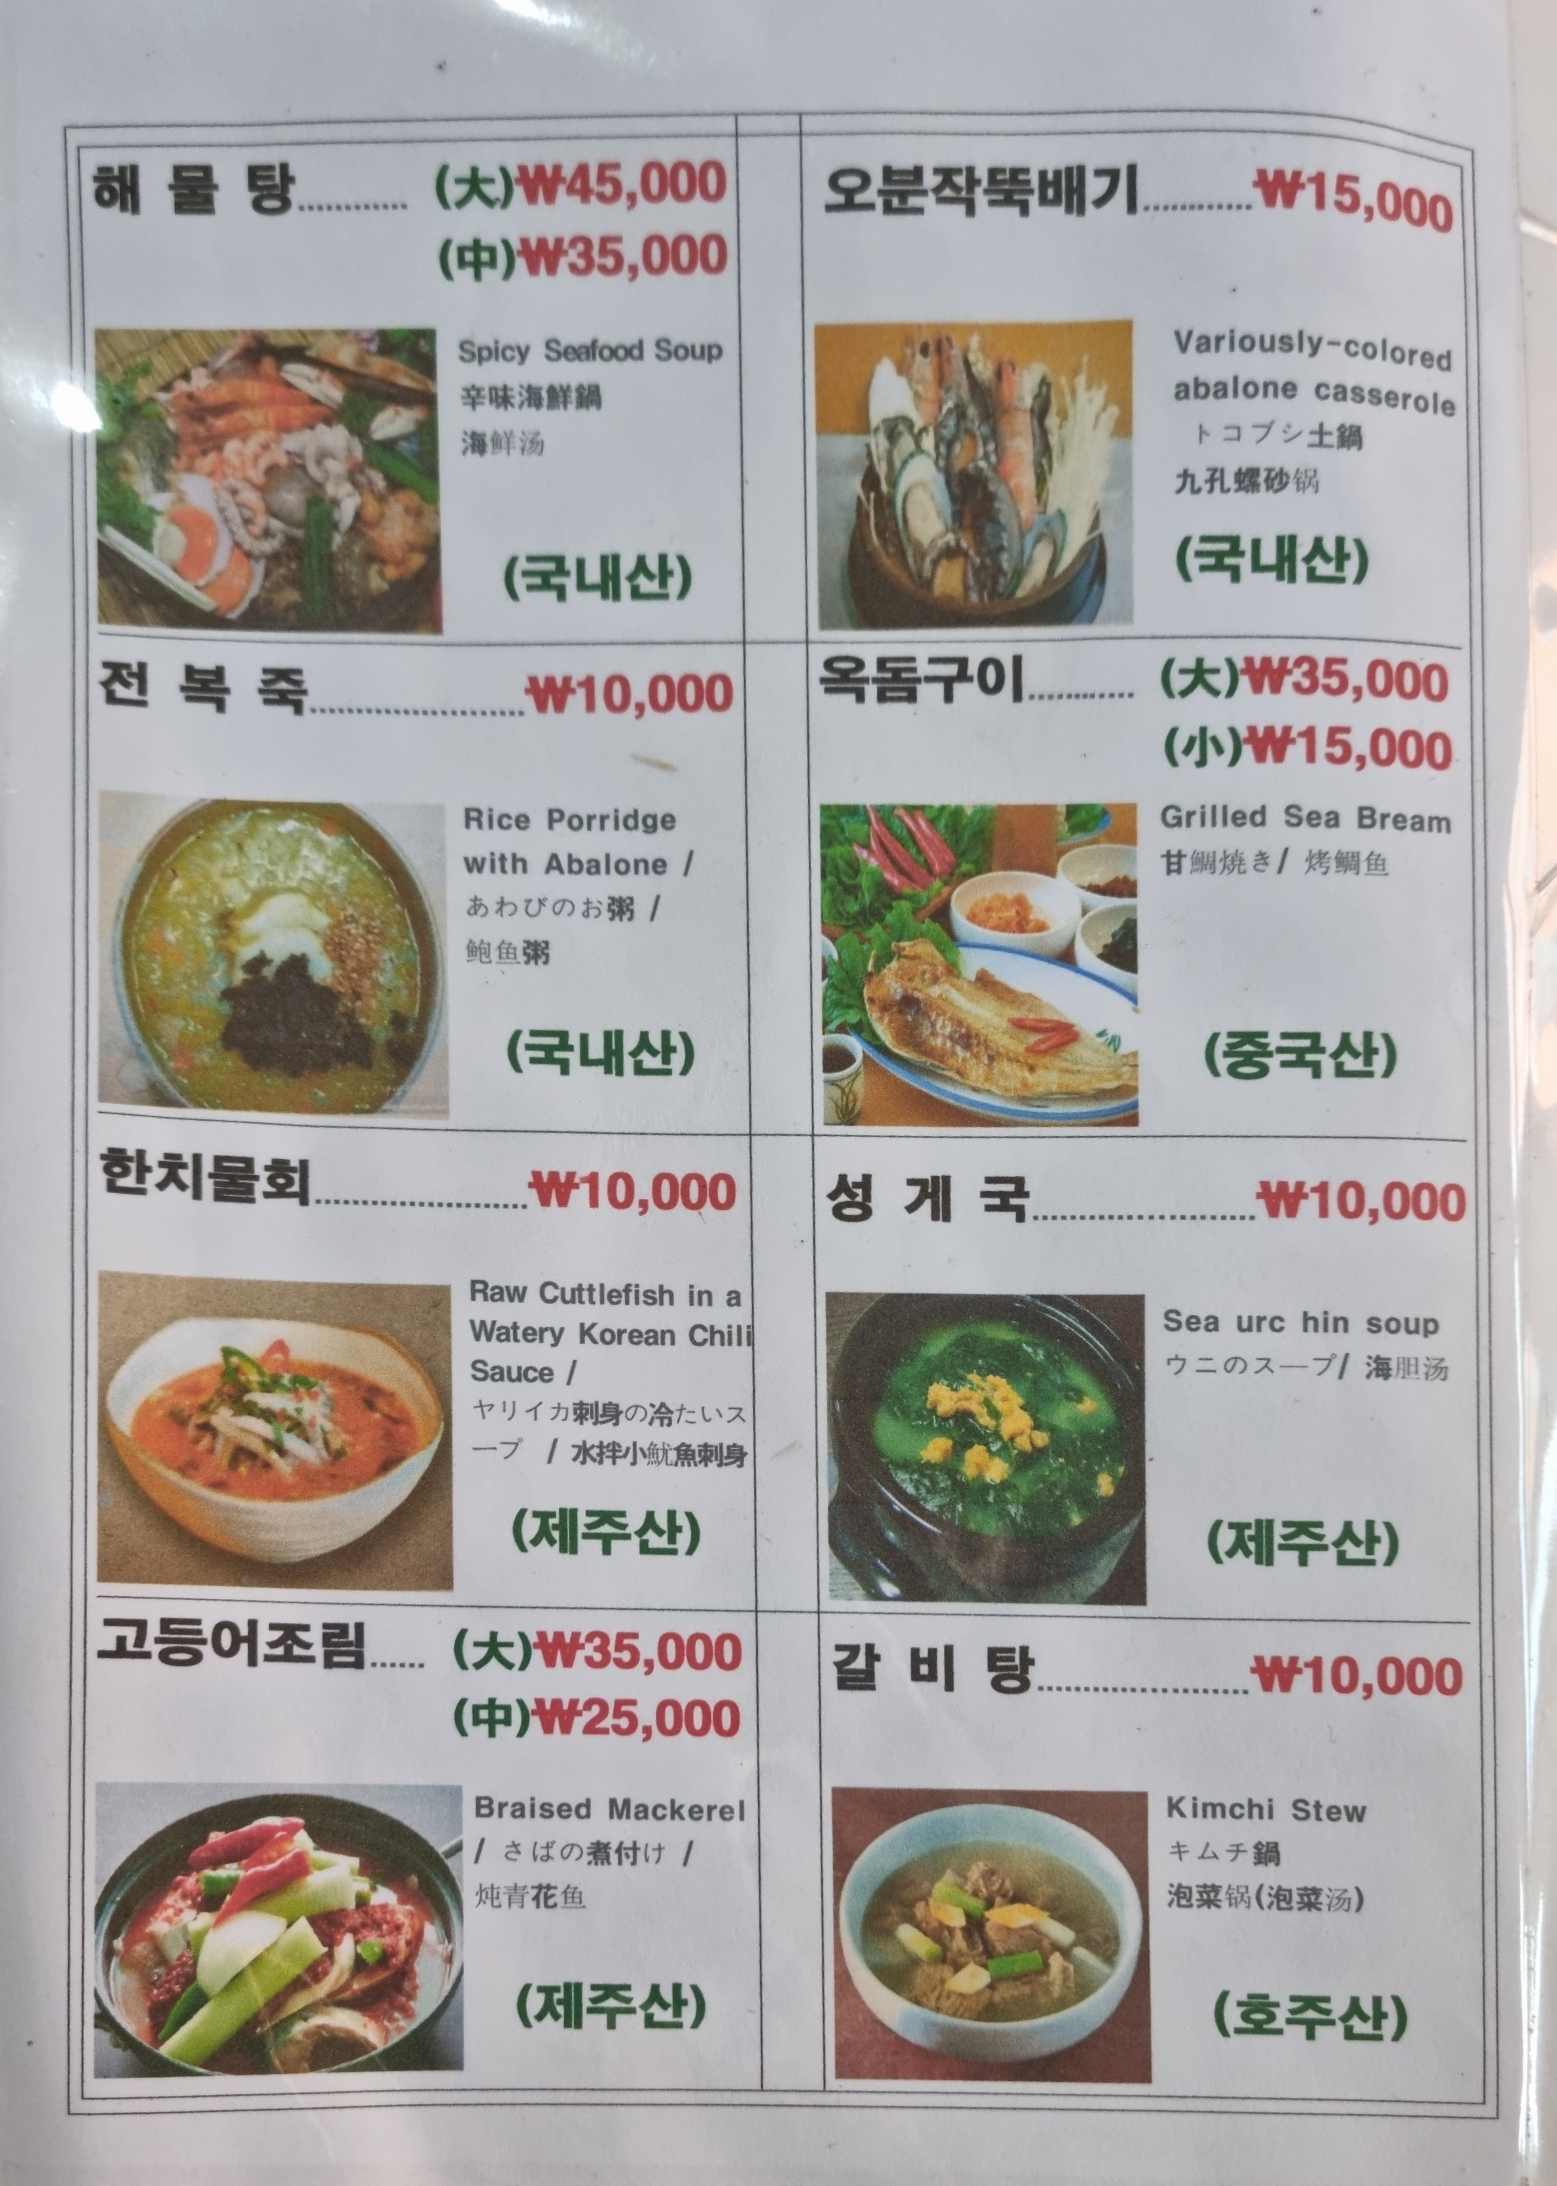 해 물 탕........... (大)₩45,000
(中)₩35,000
Spicy Seafood Soup
辛味海鮮鍋
海鲜汤
(국내산)
오분작뚝배기...........₩15,000
Variously-colored
abalone casserole
トコブシ土鍋
九孔螺砂锅
(국내산)
전 복 죽......................₩10,000
Rice Porridge
with Abalone /
あわびのお粥 /
鲍鱼粥
(국내산)
옥돔구이........... (大)₩35,000
(小)₩15,000
Grilled Sea Bream
甘鯛焼き/ 烤鲷鱼
(중국산)
한치물회......................₩10,000
Raw Cuttlefish in a
Watery Korean Chili
Sauce /
ヤリイカ刺身の冷たいス
ープ / 水拌小魷魚刺身
(제주산)
성 게 국......................₩10,000
Sea urc hin soup
ウニのスープ/ 海胆汤
(제주산)
고등어조림...... (大)₩35,000
(中)₩25,000
Braised Mackerel
/ さばの煮付け /
炖青花鱼
(제주산)
갈 비 탕......................₩10,000
Kimchi Stew
キムチ鍋
泡菜锅(泡菜汤)
(호주산)